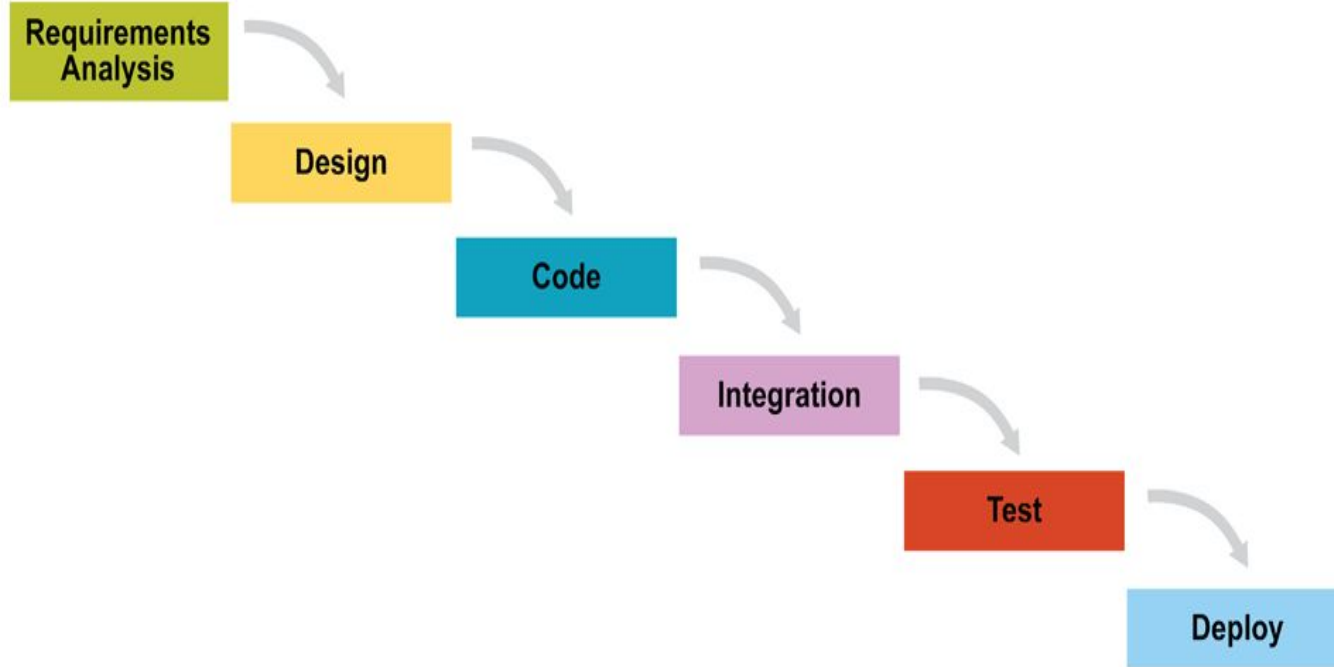 Requirements
Analysis
Design
Code
Integration
Test
Deploy